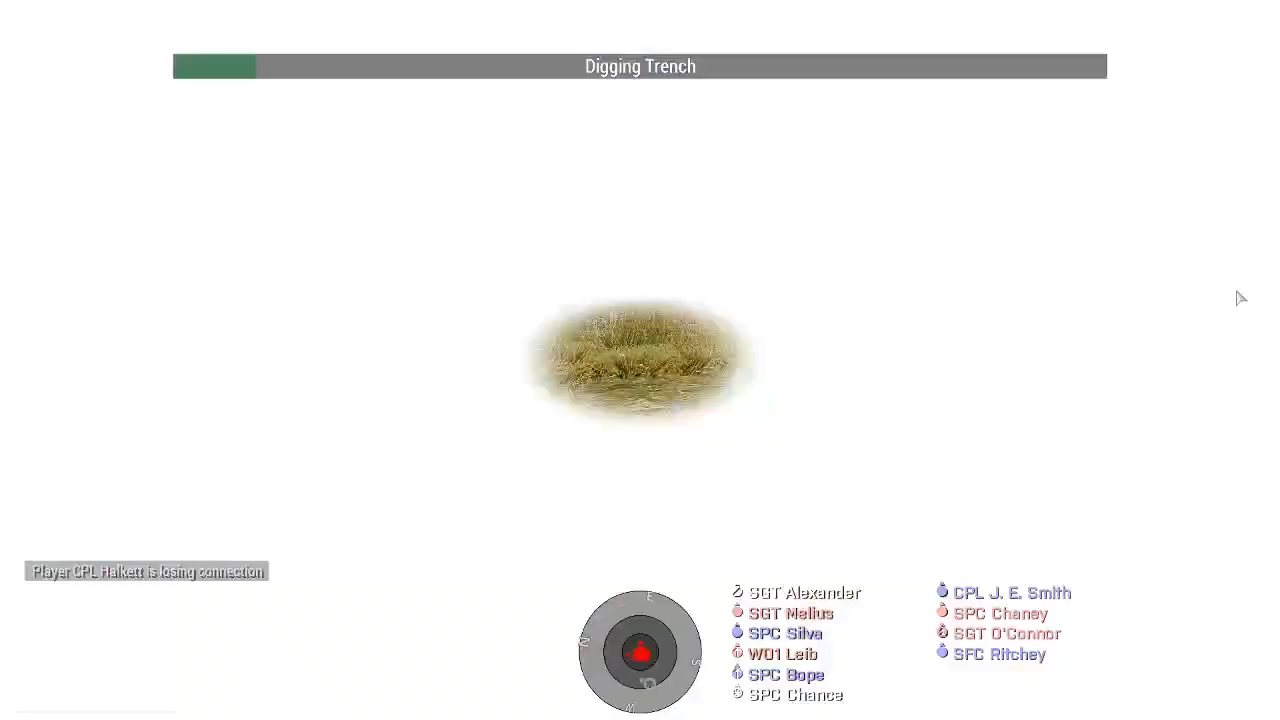 Digging Trench
Player CPL Halkett is losing connection
E
N
S
W
SGT Alexander
SGT Melius
SPC Silva
WO1 Leib
SPC Bope
SPC Chance
CPL J. E. Smith
SPC Chaney
SGT O'Connor
SFC Ritchey